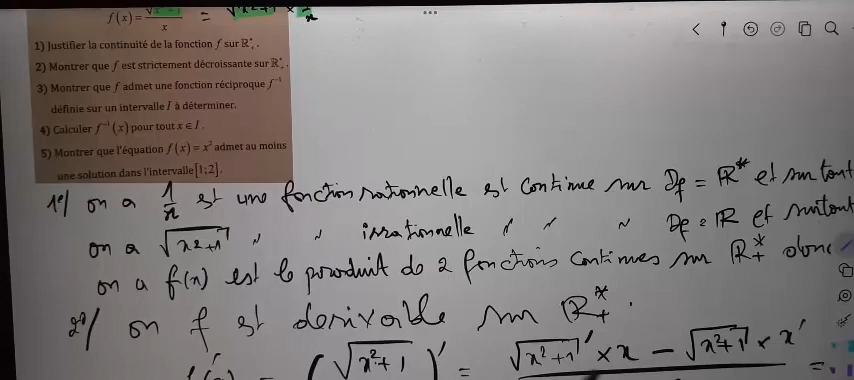 f(x)=√x²+1/x = √x²+1 × 1/x
1) Justifier la continuité de la fonction f sur ℝ*₊.
2) Montrer que f est strictement décroissante sur ℝ*₊.
3) Montrer que f admet une fonction réciproque f⁻¹
définie sur un intervalle I à déterminer.
4) Calculer f⁻¹(x) pour tout x ∈ I.
5) Montrer que l'équation f(x)=x² admet au moins
une solution dans l'intervalle [1;2].
1°/ on a 1/x est une fonction rationnelle est continue sur Df = ℝ* et sur tout
on a √x²+1 " " irrationnelle " " " Df = ℝ et surtout
on a f(x) est le produit de 2 fonctions continues sur ℝ*₊ donc
2°/ on f est derivable sur ℝ*₊.
f'(x) = (√x²+1)' = √x²+1' × x − √x²+1 × x' =